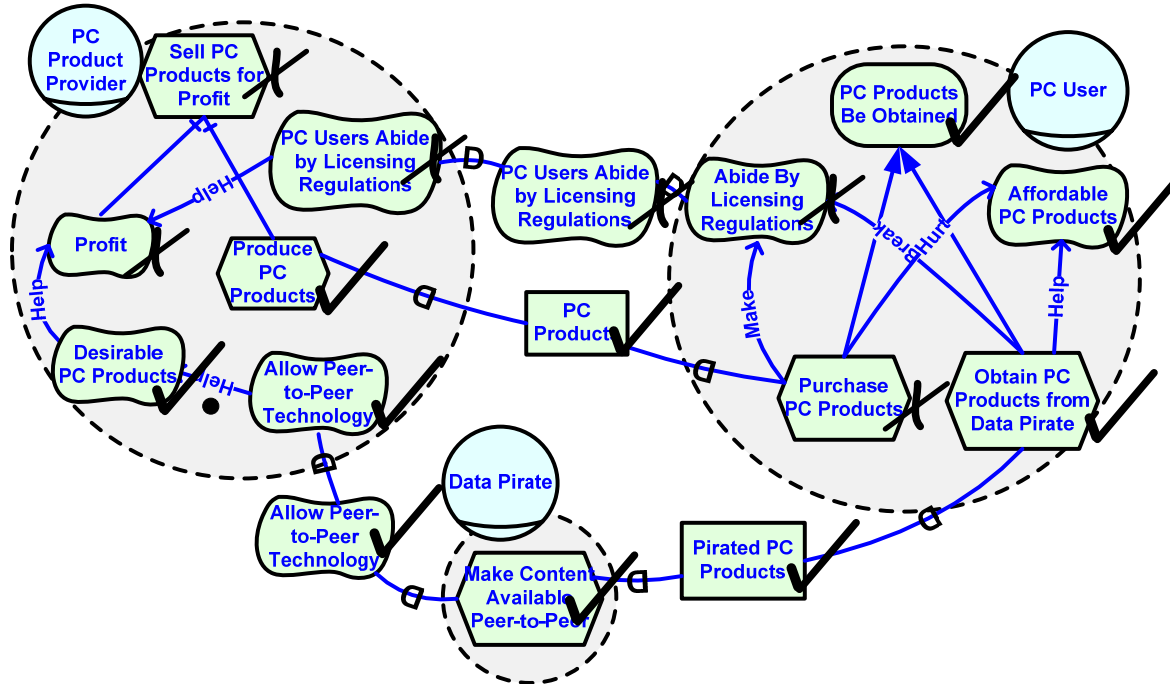 PC
Product
Provider
Sell PC
Products for
Profit
PC Users Abide
by Licensing
Regulations
Help
Profit
Produce
PC
Products
Help
Desirable
PC Products
Help
Allow Peer-
to-Peer
Technology
D
D
PC Users Abide
by Licensing
Regulations
D
PC
Products
D
PC Products
Be Obtained
PC User
Abide By
Licensing
Regulations
Affordable
PC Products
Break
Hurt
Make
Help
Purchase
PC Products
Obtain PC
Products from
Data Pirate
D
Allow Peer-
to-Peer
Technology
D
Data Pirate
Make Content
Available
Peer-to-Peer
D
Pirated PC
Products
D